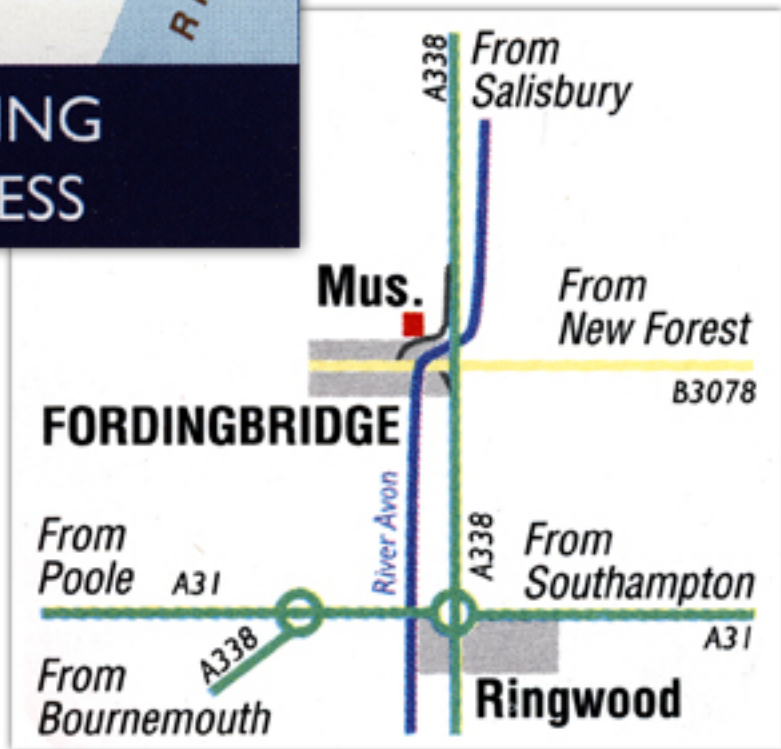 R
ING
ESS
A338
From
Salisbury
Mus.
From
New Forest
B3078
FORDINGBRIDGE
River Avon
A338
From
Poole
A31
From
Southampton
A31
A338
From
Bournemouth
Ringwood